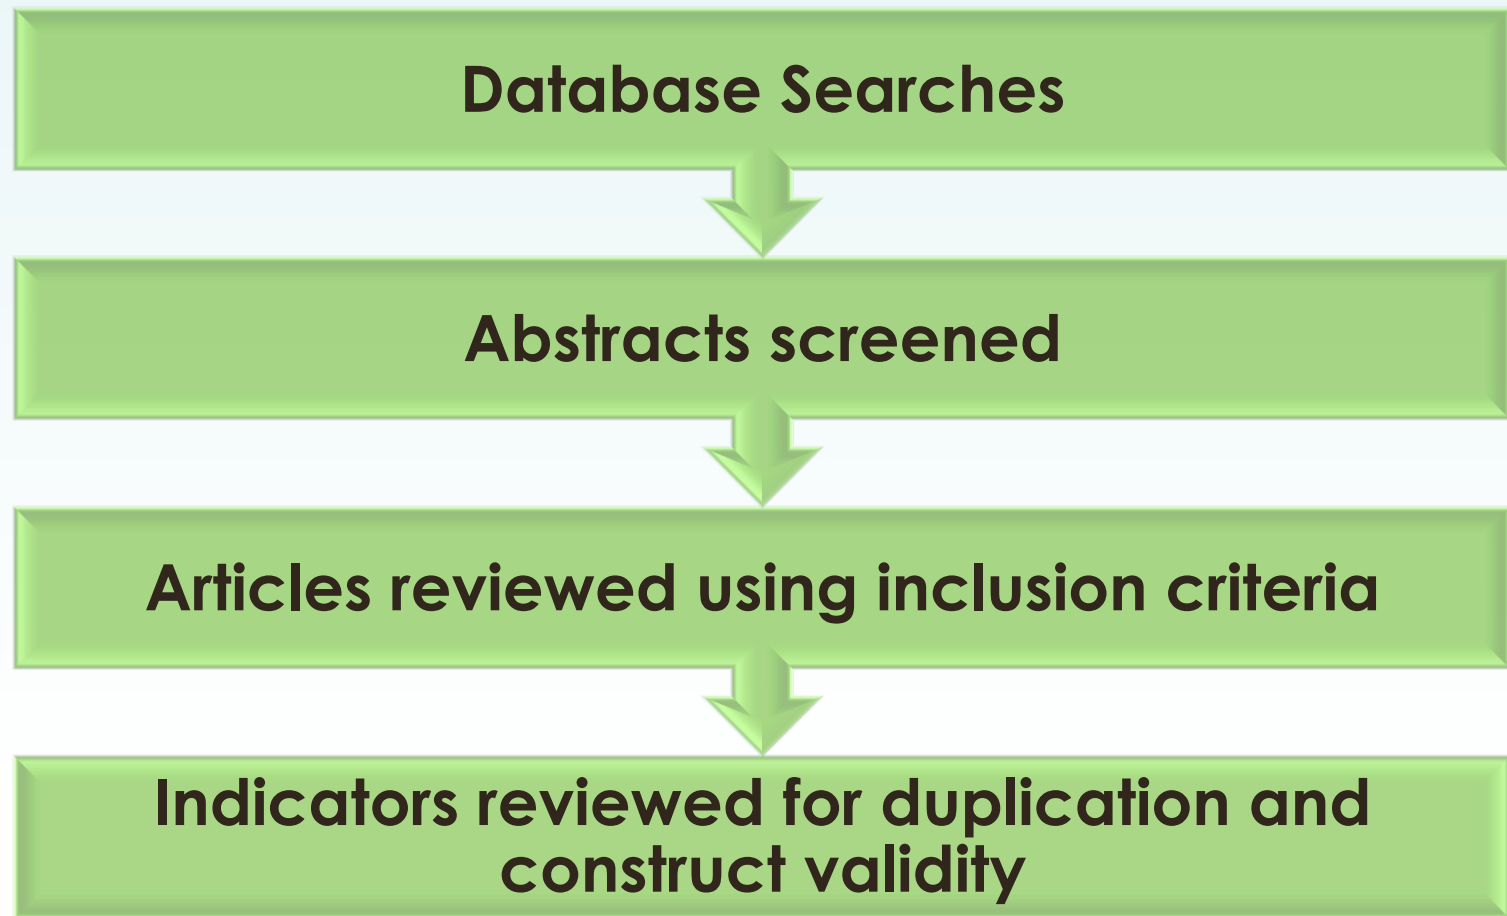 Database Searches
Abstracts screened
Articles reviewed using inclusion criteria
Indicators reviewed for duplication and
construct validity